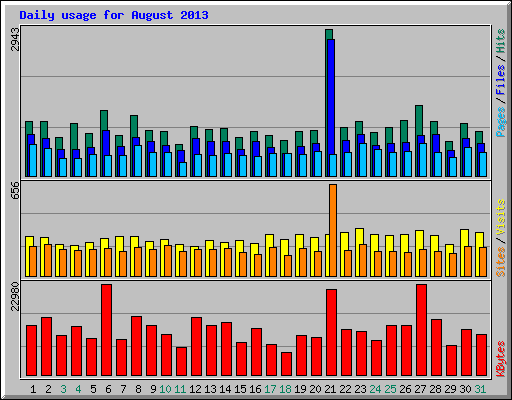 Daily usage for August 2013
2943
666
22980
Pages / Files / Hits
Sites / Visits
KBytes
1 2 3 4 5 6 7 8 9 10 11 12 13 14 15 16 17 18 19 20 21 22 23 24 25 26 27 28 29 30 31